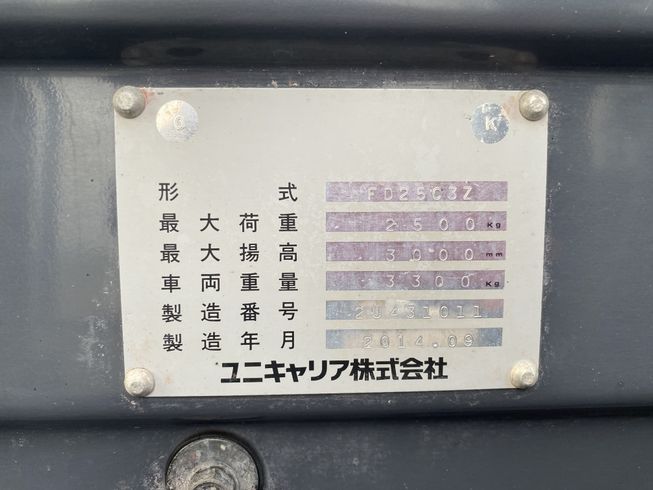 G K
形式 FD25C3Z
最大荷重 2500 Kg
最大揚高 3000 mm
車両重量 3300 Kg
製造番号 2U431011
製造年月 2014.09
ユニキャリア株式会社